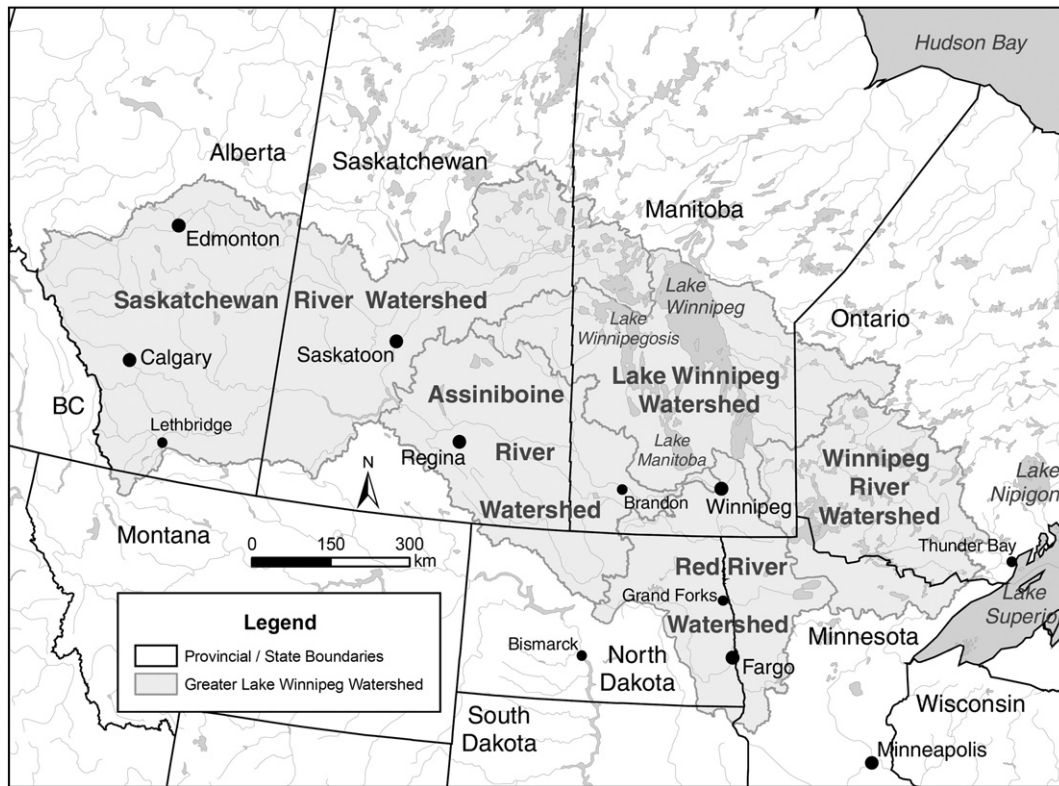 Hudson Bay
Alberta
Saskatchewan
Manitoba
Edmonton
Saskatchewan River Watershed
Lake
Winnipeg
Lake
Winnipegosis
Ontario
Saskatoon
Calgary
Assiniboine
River
Watershed
Lake Winnipeg
Watershed
BC
Lethbridge
Regina
Lake
Manitoba
Winnipeg
River
Watershed
Lake
Nipigon
N
Brandon
Winnipeg
Montana
0 150 300
km
Thunder Bay
Red River
Watershed
Grand Forks
Lake
Superior
Minnesota
Legend
Provincial / State Boundaries
Greater Lake Winnipeg Watershed
Bismarck
North
Dakota
Fargo
Wisconsin
South
Dakota
Minneapolis